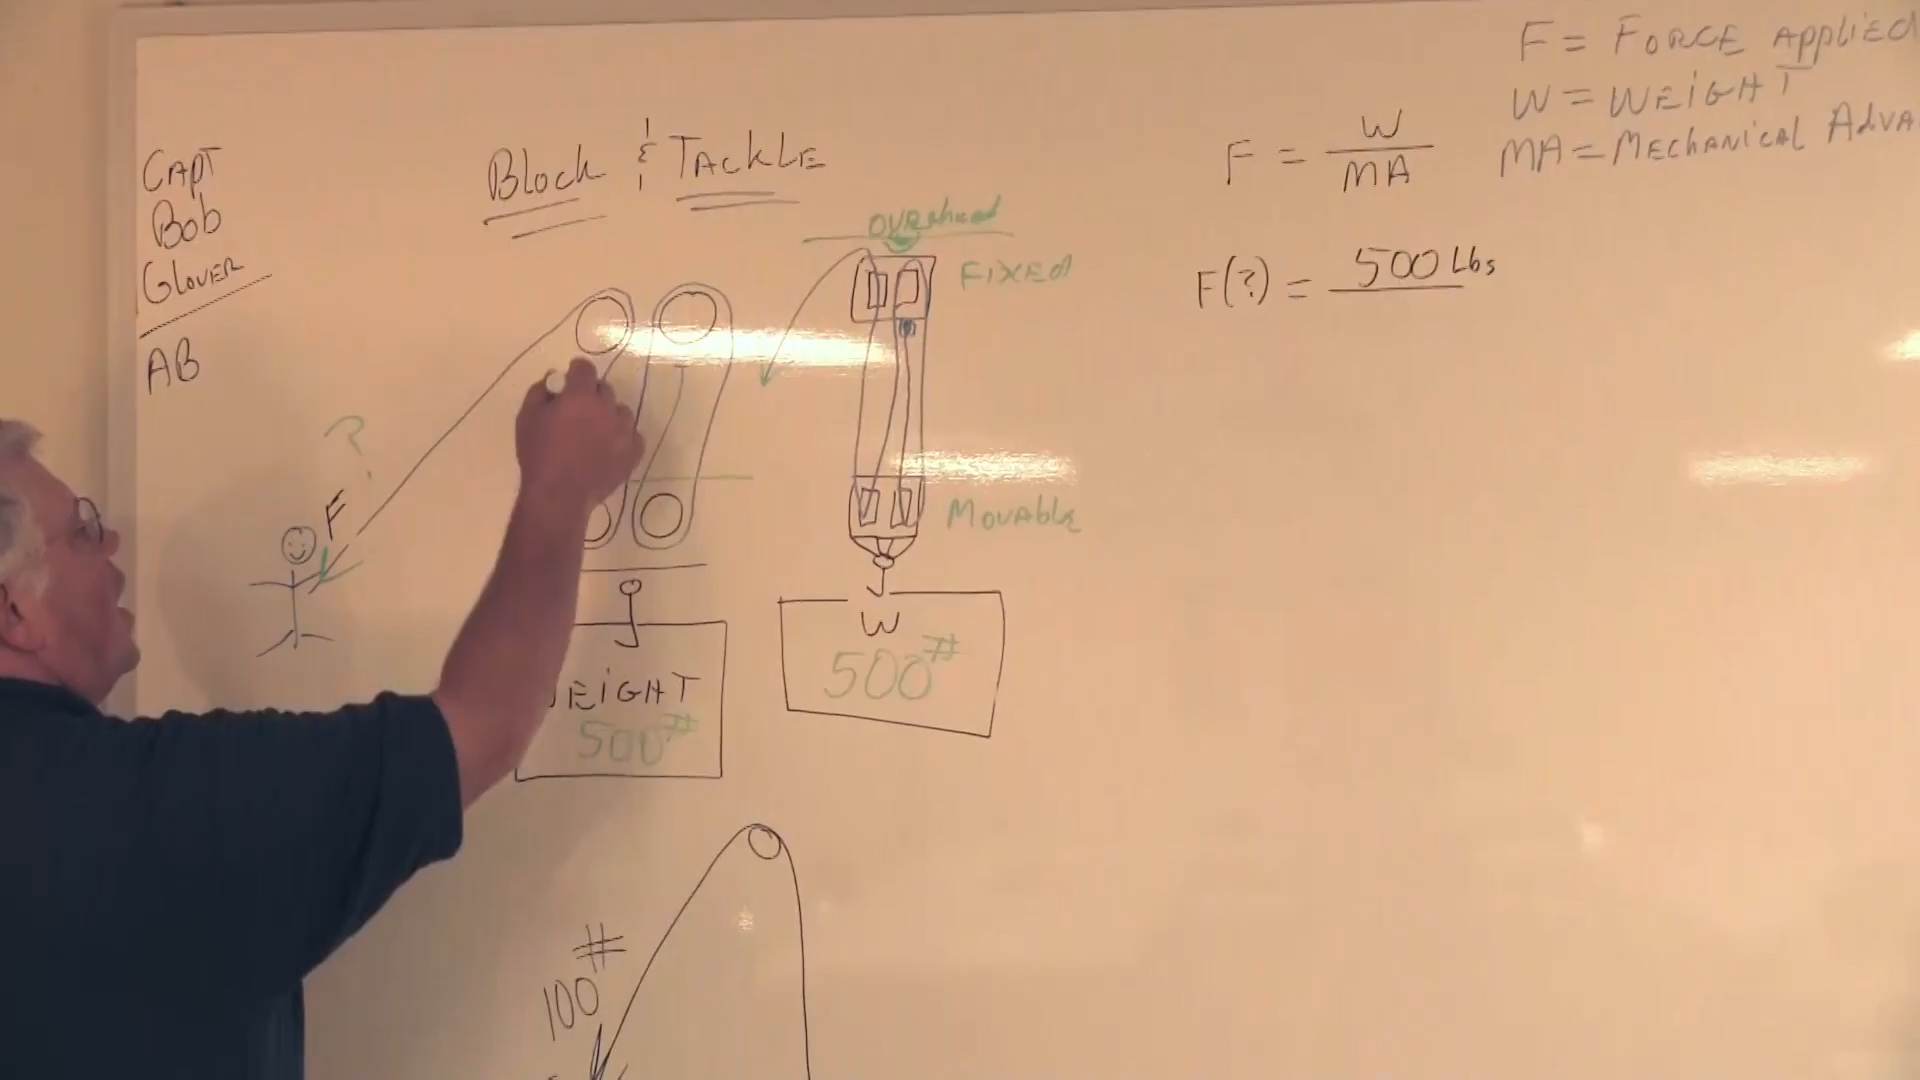 CAPT
Bob
GLOVER
AB
Block & TACKLE
OVERhead
FIXED
Movable
?
F
W
500#
WEIGHT
500#
100#
F = W
MA
F(?) = 500 Lbs
F = FORCE Applied
W = WEIGHT
MA = MECHANICAL ADVA